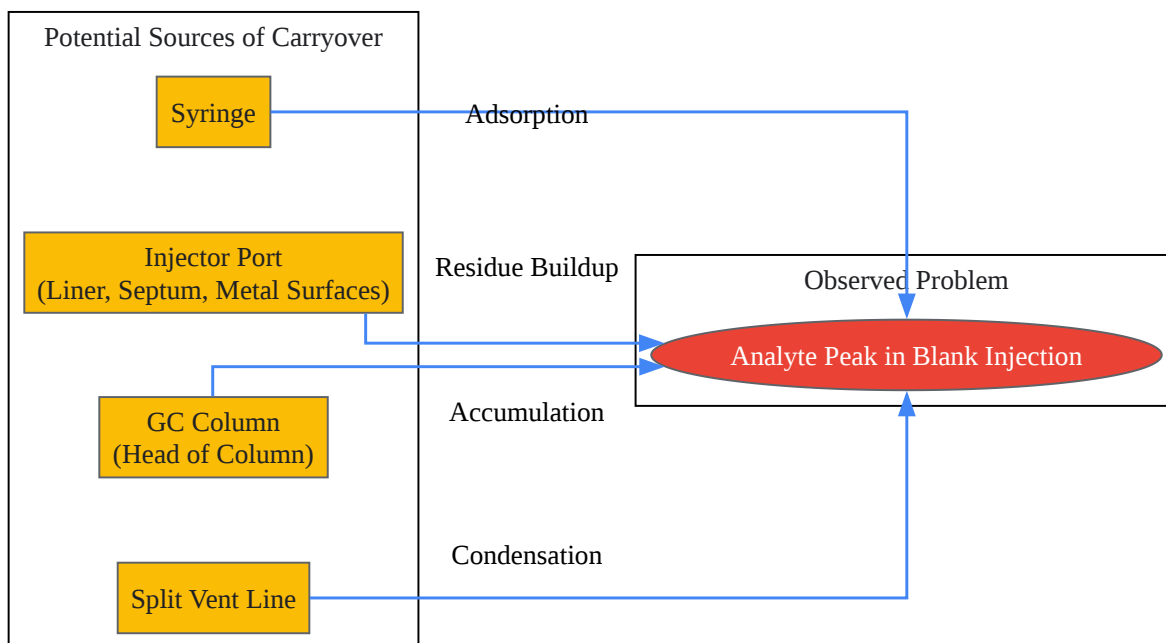 Potential Sources of Carryover
Syringe
Adsorption
Injector Port
(Liner, Septum, Metal Surfaces)
Residue Buildup
Observed Problem
Analyte Peak in Blank Injection
GC Column
(Head of Column)
Accumulation
Condensation
Split Vent Line